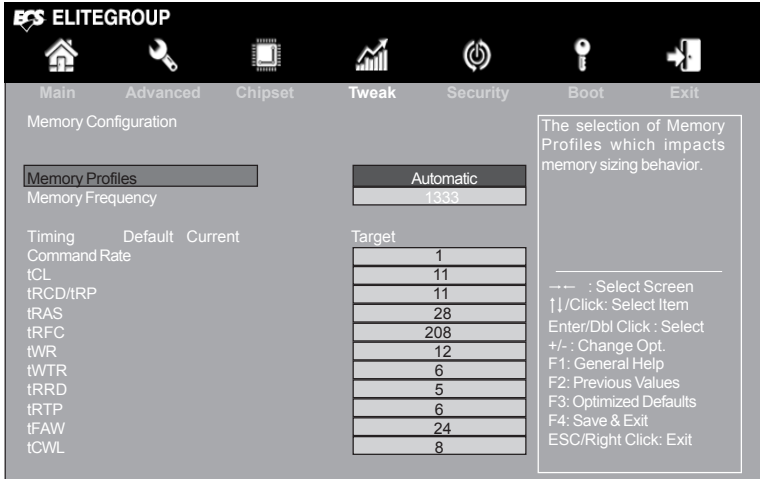 ECS ELITEGROUP
Main Advanced Chipset Tweak Security Boot Exit
Memory Configuration
Memory Profiles Automatic
Memory Frequency 1333
Timing Default Current Target
Command Rate 1
tCL 11
tRCD/tRP 11
tRAS 28
tRFC 208
tWR 12
tWTR 6
tRRD 5
tRTP 6
tFAW 24
tCWL 8
The selection of Memory
Profiles which impacts
memory sizing behavior.
→← : Select Screen
↑↓/Click: Select Item
Enter/Dbl Click : Select
+/- : Change Opt.
F1: General Help
F2: Previous Values
F3: Optimized Defaults
F4: Save & Exit
ESC/Right Click: Exit